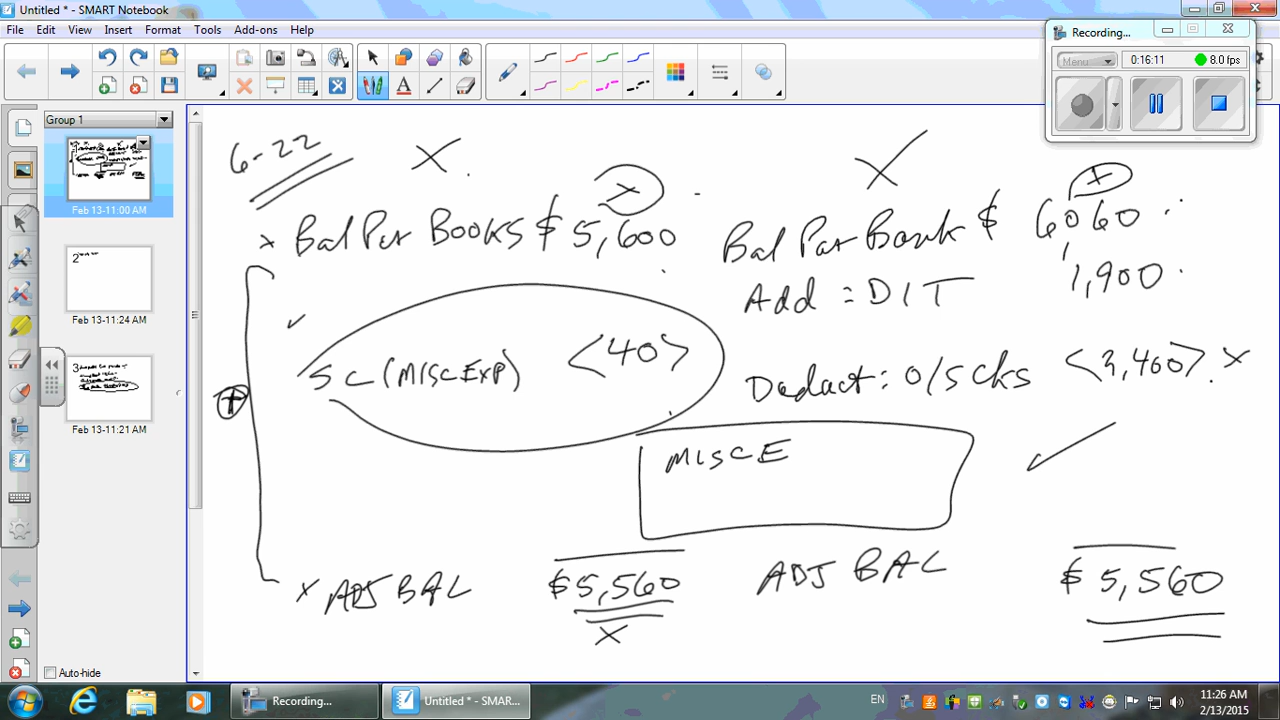 Untitled * - SMART Notebook
File Edit View Insert Format Tools Add-ons Help
Recording...
Menu 0:16:11 8.0 fps
Group 1
Feb 13-11:00 AM
Feb 13-11:24 AM
Feb 13-11:21 AM
6-22 X X
x Bal Per Books $ 5,600 x
Bal Per Bank $ 6060 x
Add = DIT 1,900
✓
SC (MISC EXP) <40>
Deduct: O/S Cks <3,400> x
MISC E ✓
+
x ADJ BAL $5,560
x
ADJ BAL $ 5,560
Auto-hide
Recording... Untitled * - SMAR... EN 11:26 AM
2/13/2015